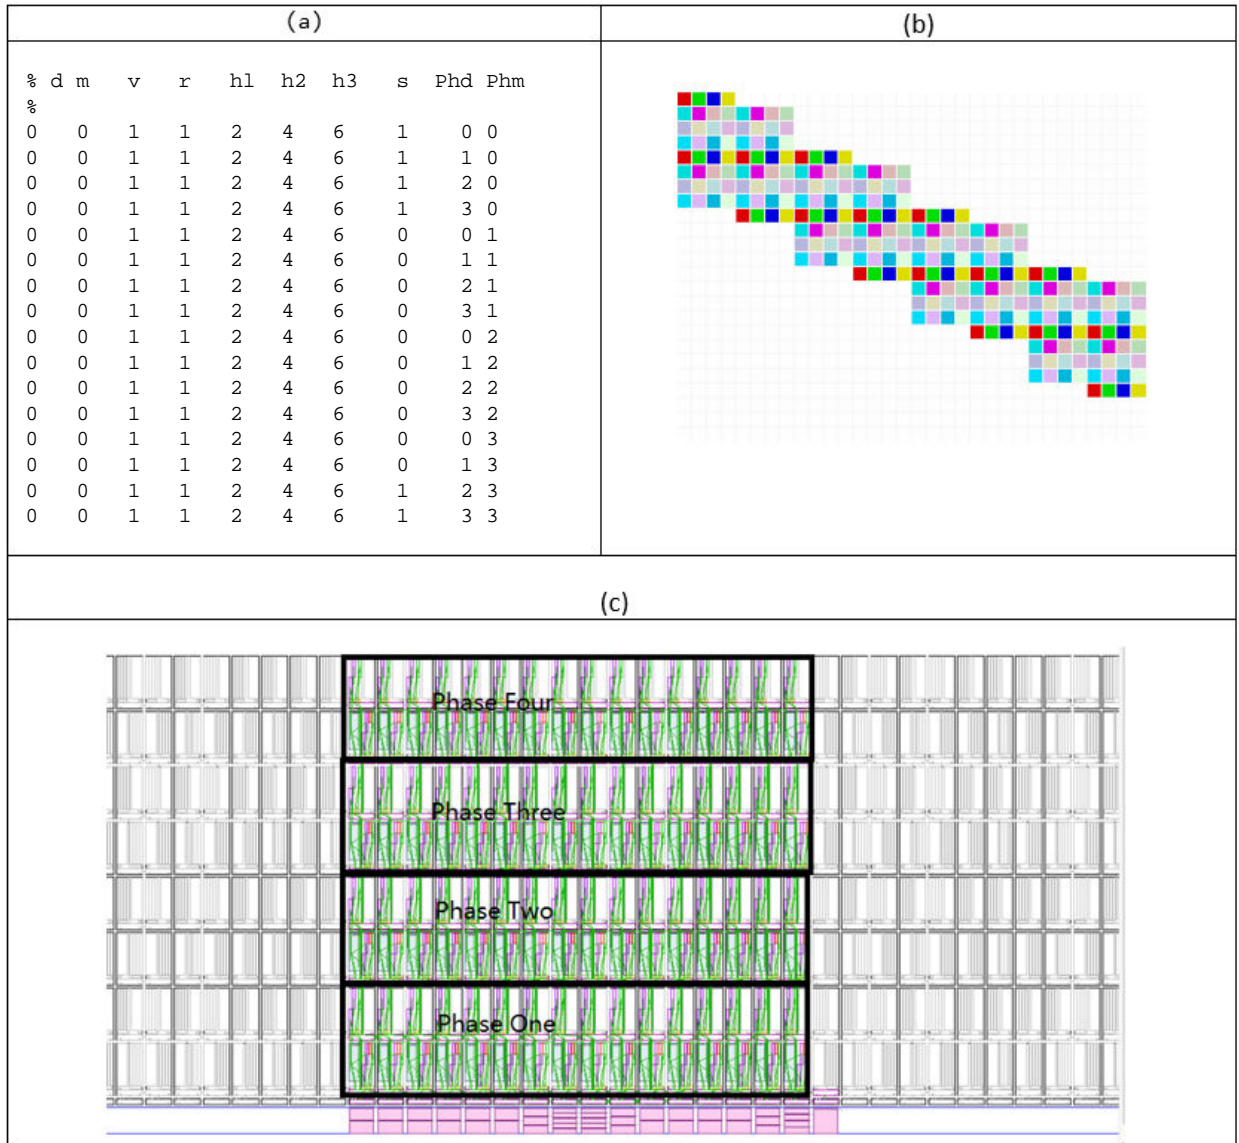 (a)
(b)
% d m v r h1 h2 h3 s Phd Phm
%
0 0 1 1 2 4 6 1 0 0
0 0 1 1 2 4 6 1 1 0
0 0 1 1 2 4 6 1 2 0
0 0 1 1 2 4 6 1 3 0
0 0 1 1 2 4 6 0 0 1
0 0 1 1 2 4 6 0 1 1
0 0 1 1 2 4 6 0 2 1
0 0 1 1 2 4 6 0 3 1
0 0 1 1 2 4 6 0 0 2
0 0 1 1 2 4 6 0 1 2
0 0 1 1 2 4 6 0 2 2
0 0 1 1 2 4 6 0 3 2
0 0 1 1 2 4 6 0 0 3
0 0 1 1 2 4 6 0 1 3
0 0 1 1 2 4 6 1 2 3
0 0 1 1 2 4 6 1 3 3
(c)
Phase Four
Phase Three
Phase Two
Phase One